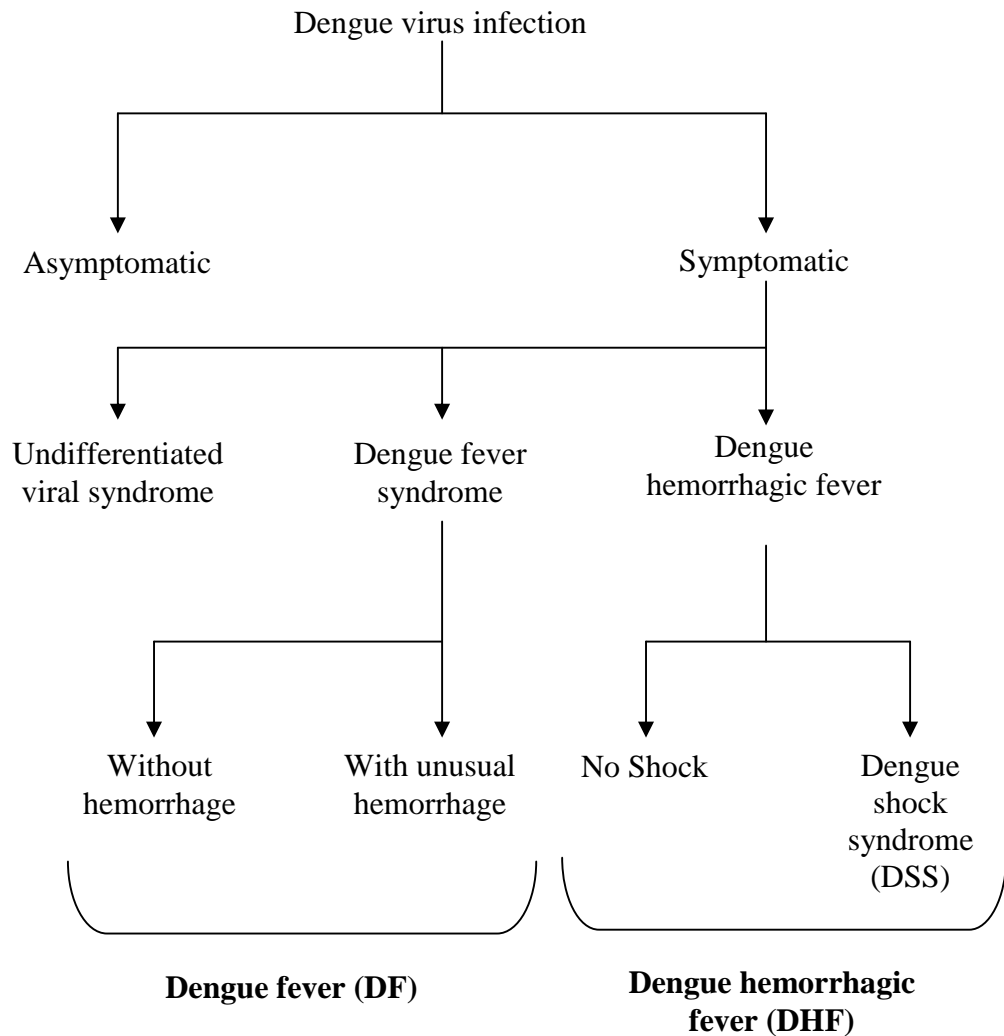 Dengue virus infection
Asymptomatic
Symptomatic
Undifferentiated
viral syndrome
Dengue fever
syndrome
Dengue
hemorrhagic fever
Without
hemorrhage
With unusual
hemorrhage
No Shock
Dengue
shock
syndrome
(DSS)
Dengue fever (DF)
Dengue hemorrhagic
fever (DHF)